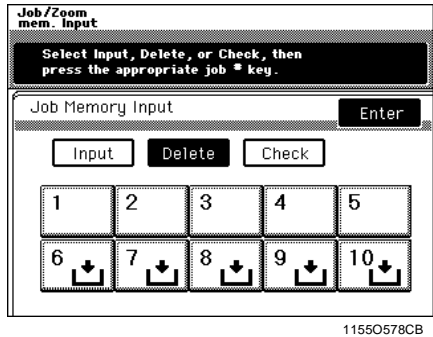 Job/Zoom
mem. Input
Select Input, Delete, or Check, then
press the appropriate job * key.
Job Memory Input
Enter
Input Delete Check
1 2 3 4 5
6 7 8 9 10
1155O578CB